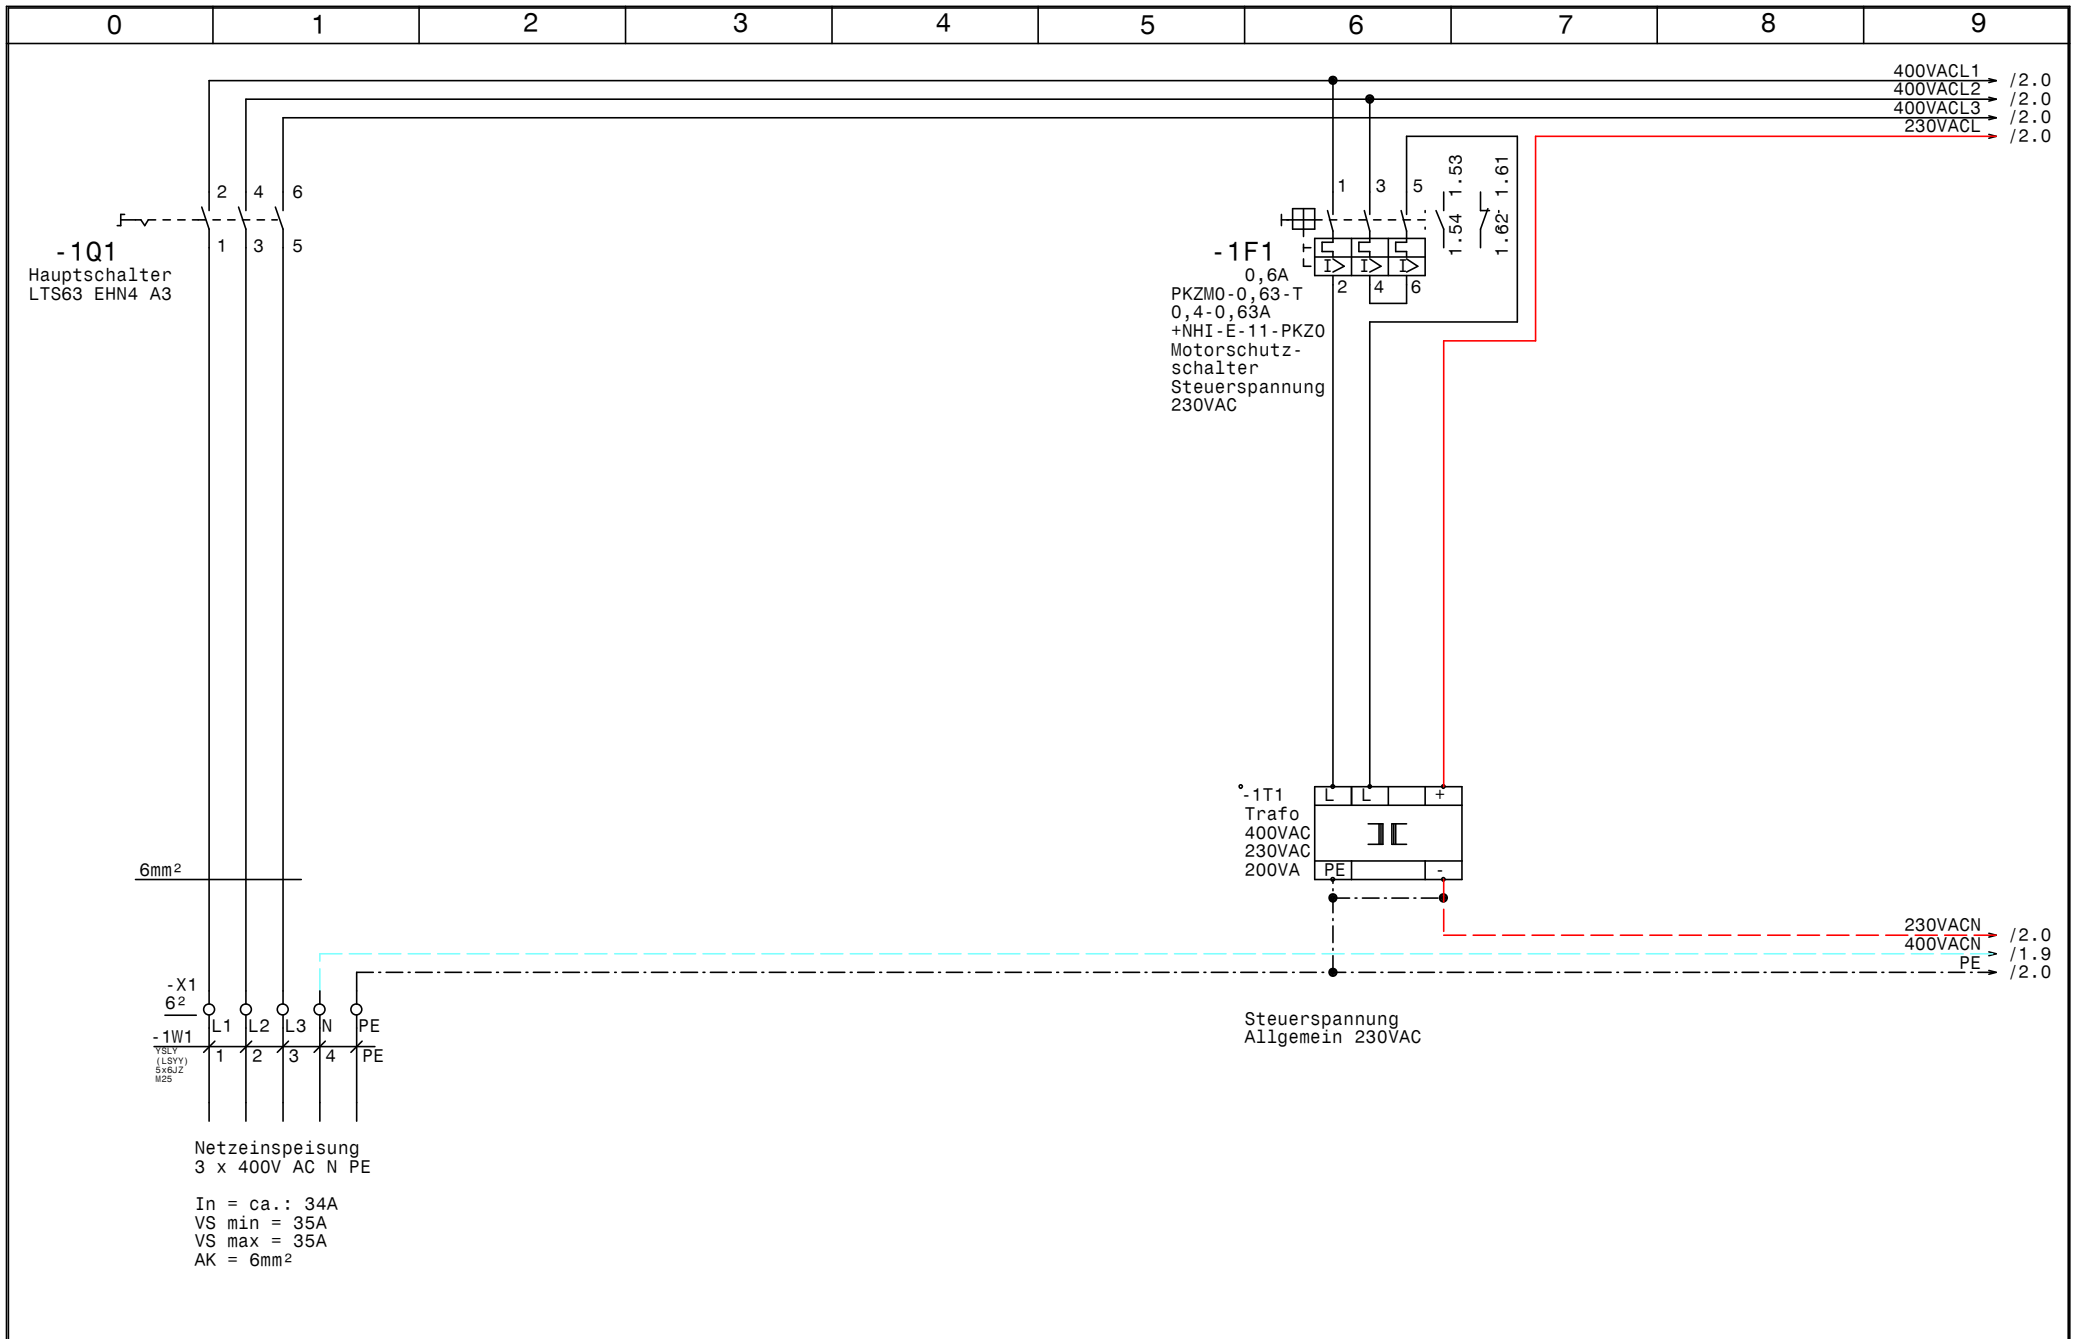 0 1 2 3 4 5 6 7 8 9
400VACL1 /2.0
400VACL2 /2.0
400VACL3 /2.0
230VACL /2.0
2 4 6
1 3 5
-1Q1
Hauptschalter
LTS63 EHN4 A3
1 3 5
1.53
1.54
1.61
1.62
I> I> I>
2 4 6
-1F1
0,6A
PKZM0-0,63-T
0,4-0,63A
+NHI-E-11-PKZ0
Motorschutz-
schalter
Steuerspannung
230VAC
-1T1
Trafo
400VAC
230VAC
200VA
L L +
PE -
6mm²
230VACN /2.0
400VACN /1.9
PE /2.0
-X1
6²
L1 L2 L3 N PE
-1W1
YSLY
(LSYY)
5x6JZ
M25
1 2 3 4 PE
Steuerspannung
Allgemein 230VAC
Netzeinspeisung
3 x 400V AC N PE
In = ca.: 34A
VS min = 35A
VS max = 35A
AK = 6mm²